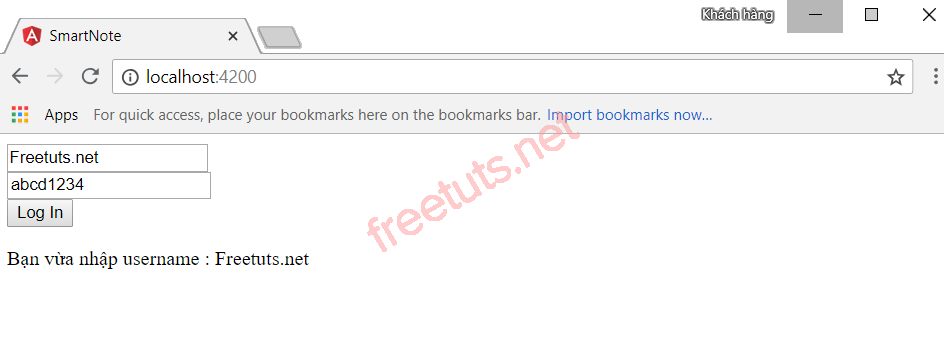 Khách hàng
SmartNote
localhost:4200
Apps For quick access, place your bookmarks here on the bookmarks bar. Import bookmarks now...
Freetuts.net
abcd1234
Log In
Bạn vừa nhập username : Freetuts.net
freetuts.net